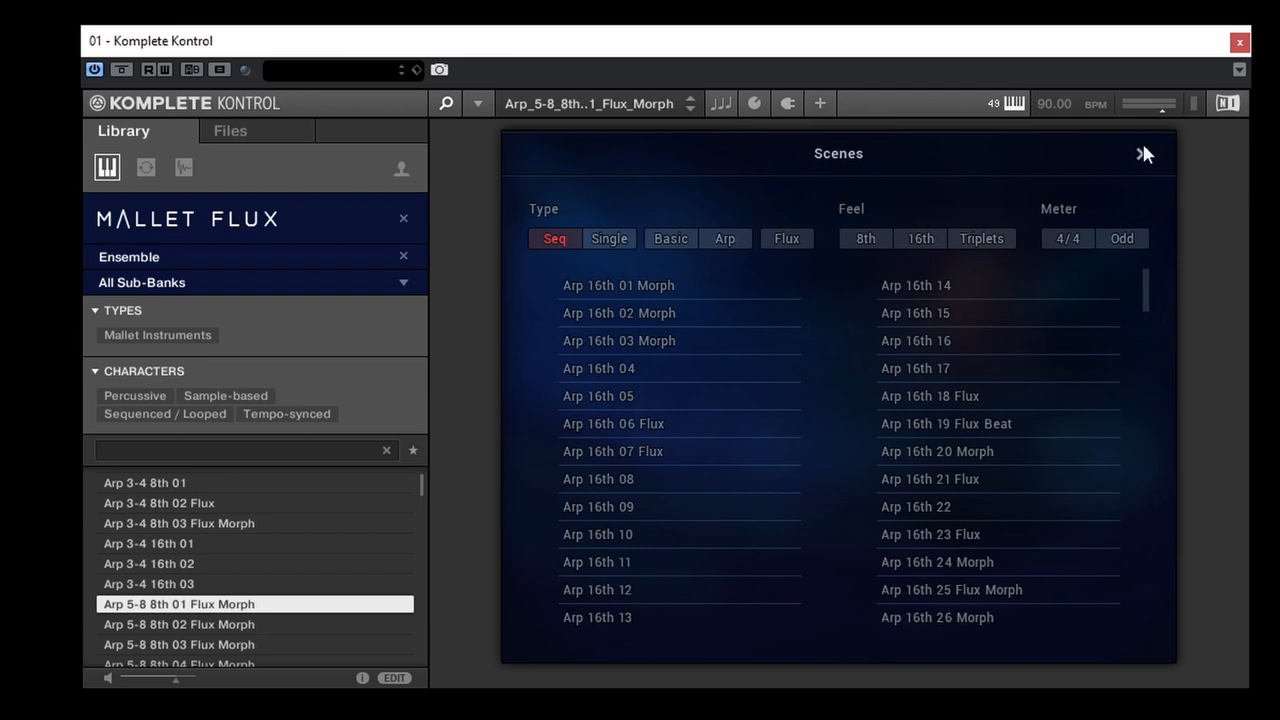 01 - Komplete Kontrol
KOMPLETE KONTROL
Arp_5-8_8th..1_Flux_Morph
49
90.00 BPM
Library
Files
MALLET FLUX
Ensemble
All Sub-Banks
TYPES
Mallet Instruments
CHARACTERS
Percussive
Sample-based
Sequenced / Looped
Tempo-synced
Arp 3-4 8th 01
Arp 3-4 8th 02 Flux
Arp 3-4 8th 03 Flux Morph
Arp 3-4 16th 01
Arp 3-4 16th 02
Arp 3-4 16th 03
Arp 5-8 8th 01 Flux Morph
Arp 5-8 8th 02 Flux Morph
Arp 5-8 8th 03 Flux Morph
Arp 5-8 8th 04 Flux Morph
EDIT
Scenes
Type
Feel
Meter
Seq
Single
Basic
Arp
Flux
8th
16th
Triplets
4/4
Odd
Arp 16th 01 Morph
Arp 16th 02 Morph
Arp 16th 03 Morph
Arp 16th 04
Arp 16th 05
Arp 16th 06 Flux
Arp 16th 07 Flux
Arp 16th 08
Arp 16th 09
Arp 16th 10
Arp 16th 11
Arp 16th 12
Arp 16th 13
Arp 16th 14
Arp 16th 15
Arp 16th 16
Arp 16th 17
Arp 16th 18 Flux
Arp 16th 19 Flux Beat
Arp 16th 20 Morph
Arp 16th 21 Flux
Arp 16th 22
Arp 16th 23 Flux
Arp 16th 24 Morph
Arp 16th 25 Flux Morph
Arp 16th 26 Morph